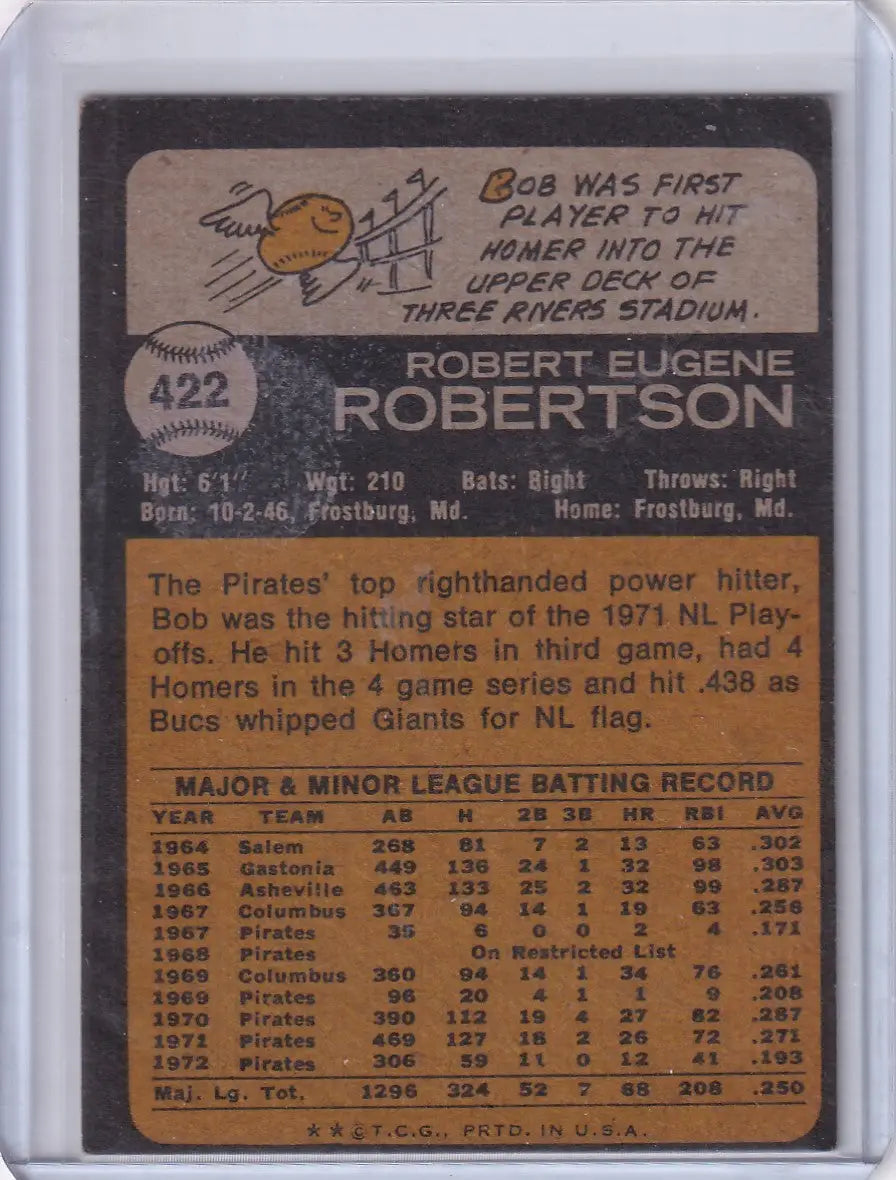 BOB WAS FIRST
PLAYER TO HIT
HOMER INTO THE
UPPER DECK OF
THREE RIVERS STADIUM.
422
ROBERT EUGENE
ROBERTSON
Hgt: 6'1" Wgt: 210 Bats: Right Throws: Right
Born: 10-2-46, Frostburg, Md. Home: Frostburg, Md.
The Pirates' top righthanded power hitter,
Bob was the hitting star of the 1971 NL Play-
offs. He hit 3 Homers in third game, had 4
Homers in the 4 game series and hit .438 as
Bucs whipped Giants for NL flag.
MAJOR & MINOR LEAGUE BATTING RECORD
YEAR TEAM AB H 2B 3B HR RBI AVG
1964 Salem 268 81 7 2 13 63 .302
1965 Gastonia 449 136 24 1 32 98 .303
1966 Asheville 463 133 25 2 32 99 .287
1967 Columbus 367 94 14 1 19 63 .256
1967 Pirates 35 6 0 0 2 4 .171
1968 Pirates On Restricted List
1969 Columbus 360 94 14 1 34 76 .261
1969 Pirates 96 20 4 1 1 9 .208
1970 Pirates 390 112 19 4 27 82 .287
1971 Pirates 469 127 18 2 26 72 .271
1972 Pirates 306 59 11 0 12 41 .193
Maj. Lg. Tot. 1296 324 52 7 68 208 .250
★★©T.C.G., PRTD. IN U.S.A.